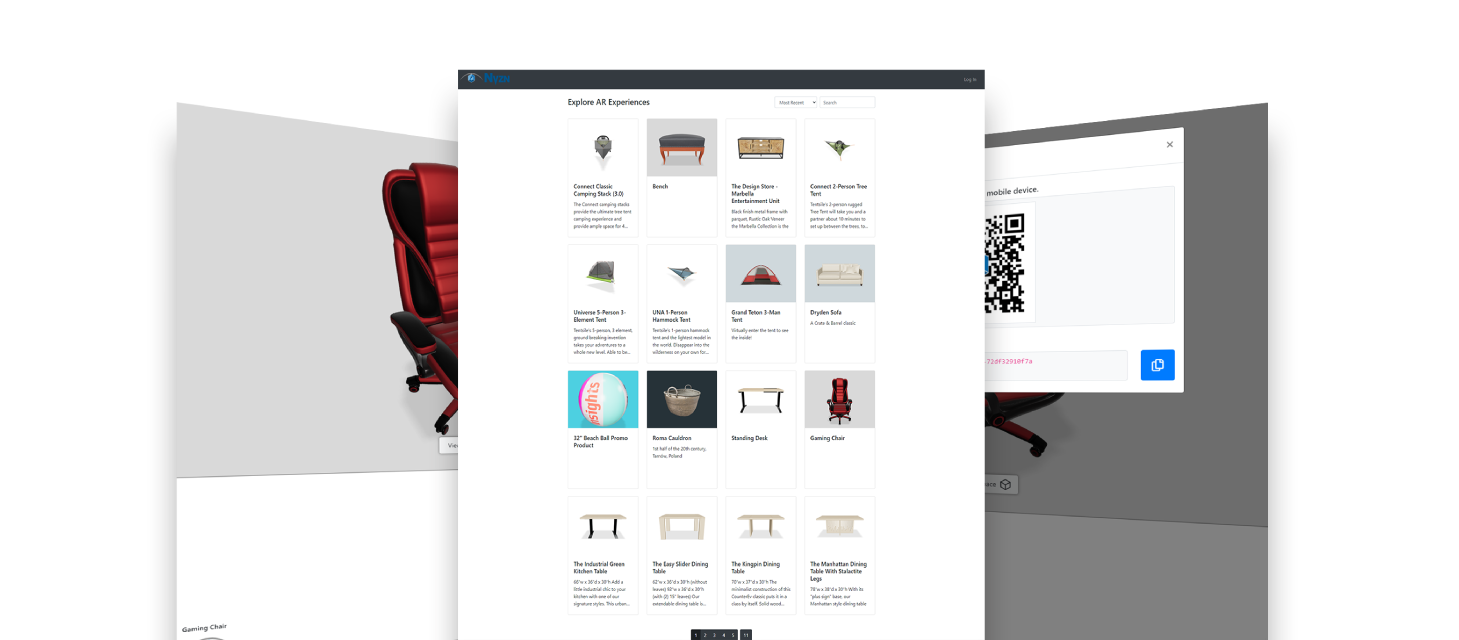 Log In
Explore AR Experiences
Most Recent
Search
Connect Classic
Camping Stack (3.0)
The Connect camping stacks
provide the ultimate tree tent
camping experience and
provide ample space for 4...
Bench
The Design Store -
Marbella
Entertainment Unit
Black finish metal frame with
parquet. Rustic Oak Veneer
the Marbella Collection is the
Connect 2-Person Tree
Tent
Tentsile's 2-person rugged
Tree Tent will take you and a
partner about 10 minutes to
set up between the trees, to...
Universe 5-Person 3-
Element Tent
Tentsile's 5-person, 3 element,
ground breaking invention
takes your adventures to a
whole new level. Able to be...
UNA 1-Person
Hammock Tent
Tentsile's 1-person hammock
tent and the lightest model in
the world. Disappear into the
wilderness on your own for...
Grand Teton 3-Man
Tent
Virtually enter the tent to see
the inside!
Dryden Sofa
A Crate & Barrel classic
32" Beach Ball Promo
Product
Roma Cauldron
1st half of the 20th century,
Tarnów, Poland
Standing Desk
Gaming Chair
The Industrial Green
Kitchen Table
60"w x 36"d x 30"h Add a
little industrial chic to your
kitchen with one of our
signature styles. This urban...
The Easy Slider Dining
Table
62"w x 36"d x 30"h (without
leaves) 92"w x 36"d x 30"h
(with (2) 15" leaves) Our
extendable dining table is...
The Kingpin Dining
Table
70"w x 37"d x 30"h The
minimalist construction of this
CounterEv classic puts it in a
class by itself. Solid wood...
The Manhattan Dining
Table With Stalactite
Legs
78"w x 38"d x 30"h With its
"plus sign" base, our
Manhattan style dining table
1 2 3 4 5 11
Gaming Chair
mobile device.
72df32910f7a